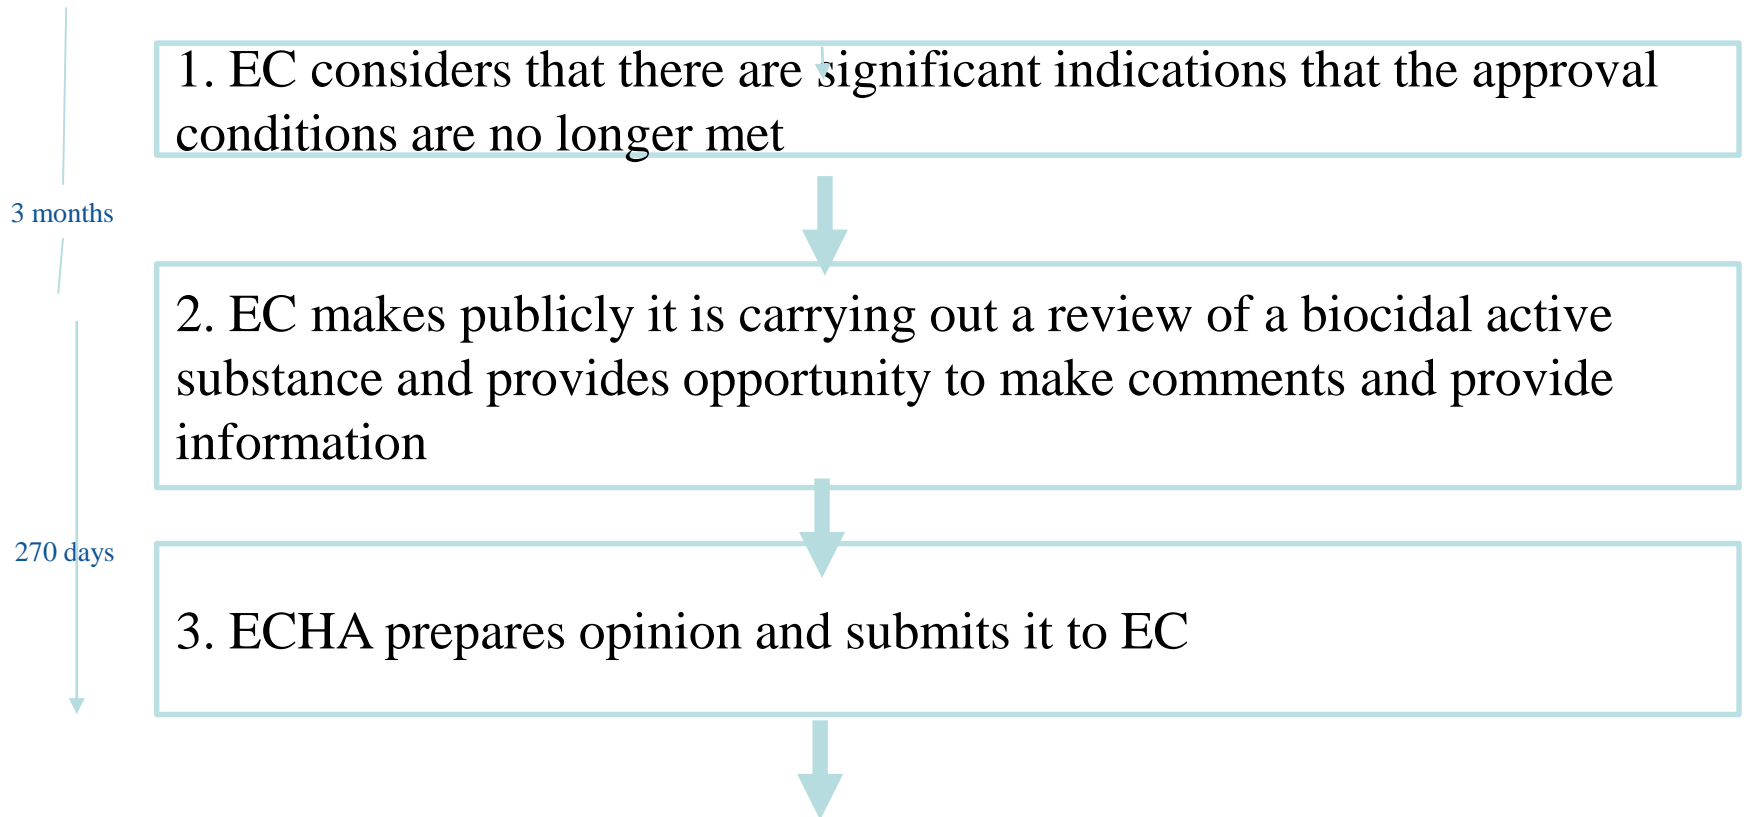 1. EC considers that there are significant indications that the approval
conditions are no longer met
3 months
2. EC makes publicly it is carrying out a review of a biocidal active
substance and provides opportunity to make comments and provide
information
270 days
3. ECHA prepares opinion and submits it to EC